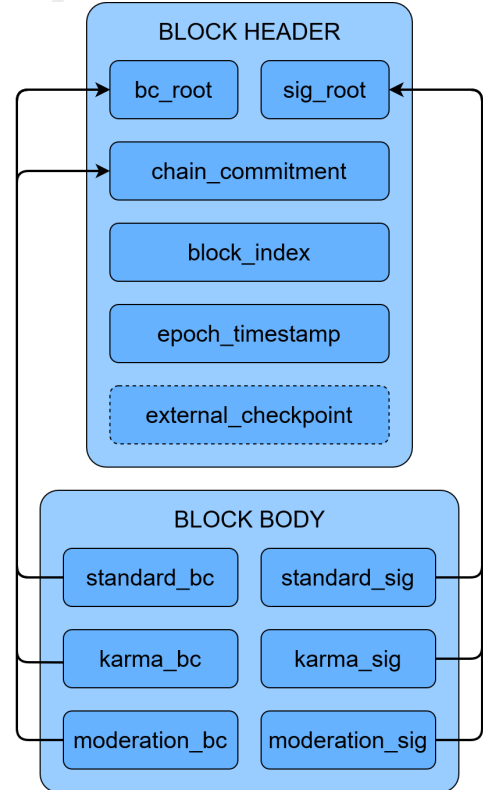 BLOCK HEADER
bc_root
sig_root
chain_commitment
block_index
epoch_timestamp
external_checkpoint
BLOCK BODY
standard_bc
standard_sig
karma_bc
karma_sig
moderation_bc
moderation_sig